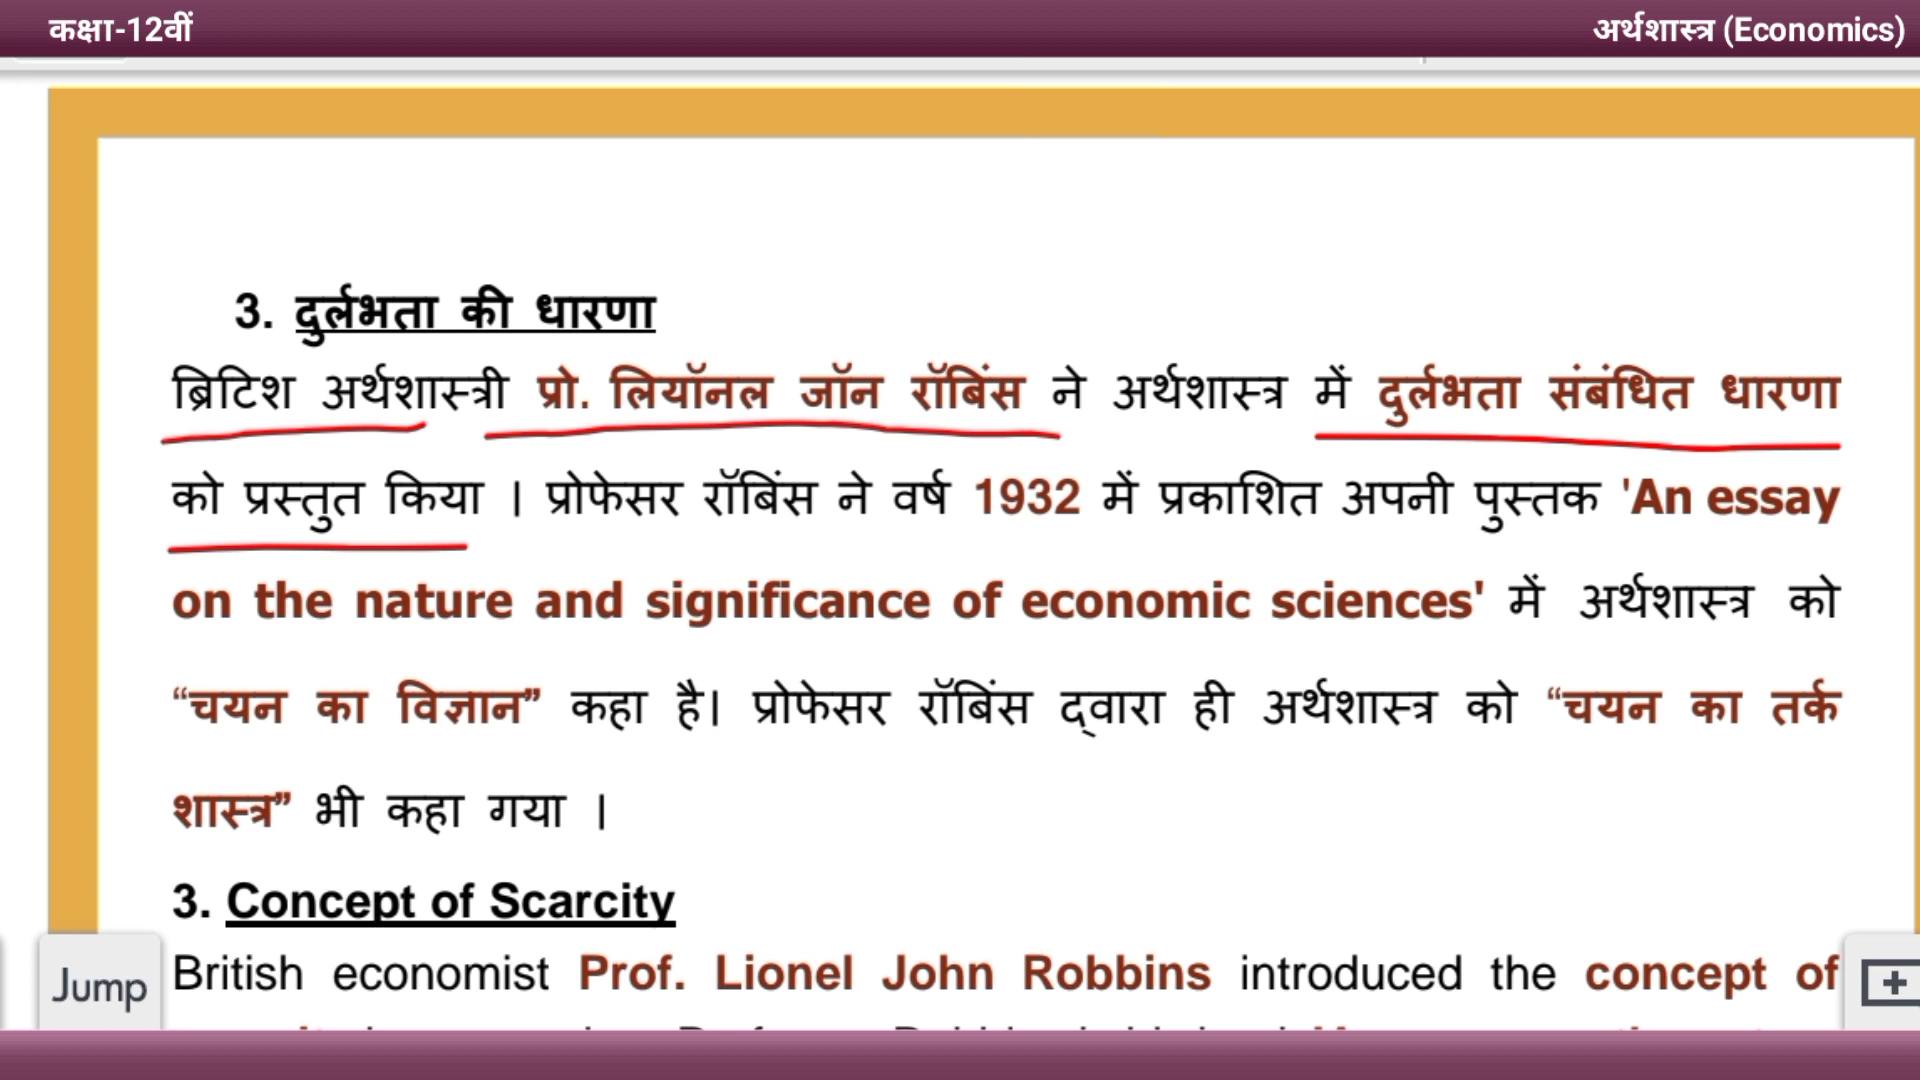 कक्षा-12वीं
अर्थशास्त्र (Economics)
3. दुर्लभता की धारणा
ब्रिटिश अर्थशास्त्री प्रो. लियॉनल जॉन रॉबिंस ने अर्थशास्त्र में दुर्लभता संबंधित धारणा
को प्रस्तुत किया । प्रोफेसर रॉबिंस ने वर्ष 1932 में प्रकाशित अपनी पुस्तक 'An essay
on the nature and significance of economic sciences' में अर्थशास्त्र को
“चयन का विज्ञान” कहा है। प्रोफेसर रॉबिंस द्वारा ही अर्थशास्त्र को “चयन का तर्क
शास्त्र” भी कहा गया ।
3. Concept of Scarcity
British economist Prof. Lionel John Robbins introduced the concept of
Jump